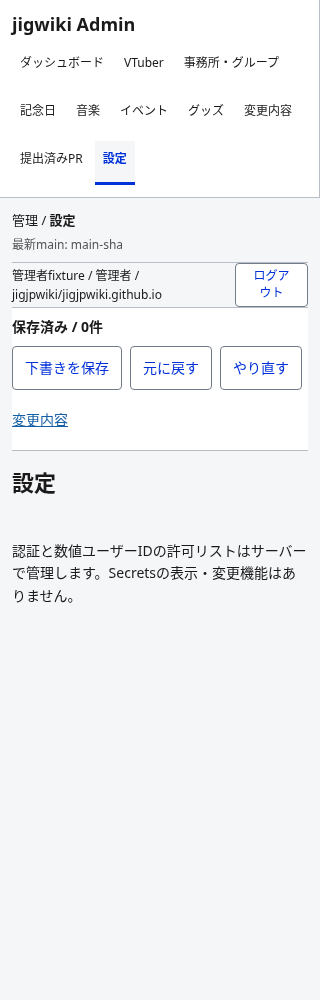 jigwiki Admin
ダッシュボード VTuber 事務所・グループ
記念日 音楽 イベント グッズ 変更内容
提出済みPR 設定
管理 / 設定
最新main: main-sha
管理者fixture / 管理者 /
jigjpwiki/jigjpwiki.github.io
ログア
ウト
保存済み / 0件
下書きを保存 元に戻す やり直す
変更内容
設定
認証と数値ユーザーIDの許可リストはサーバー
で管理します。Secretsの表示・変更機能はあ
りません。